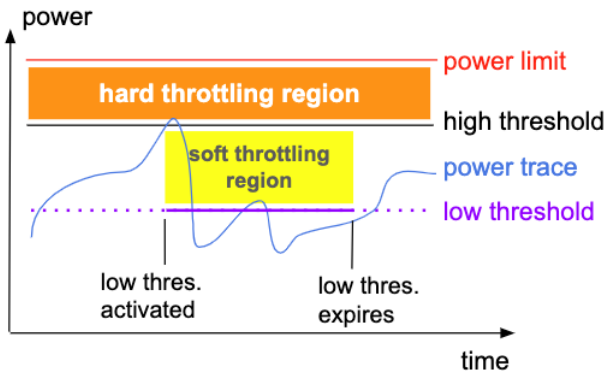 power
power limit
hard throttling region
high threshold
soft throttling
region
power trace
low threshold
low thres.
activated
low thres.
expires
time